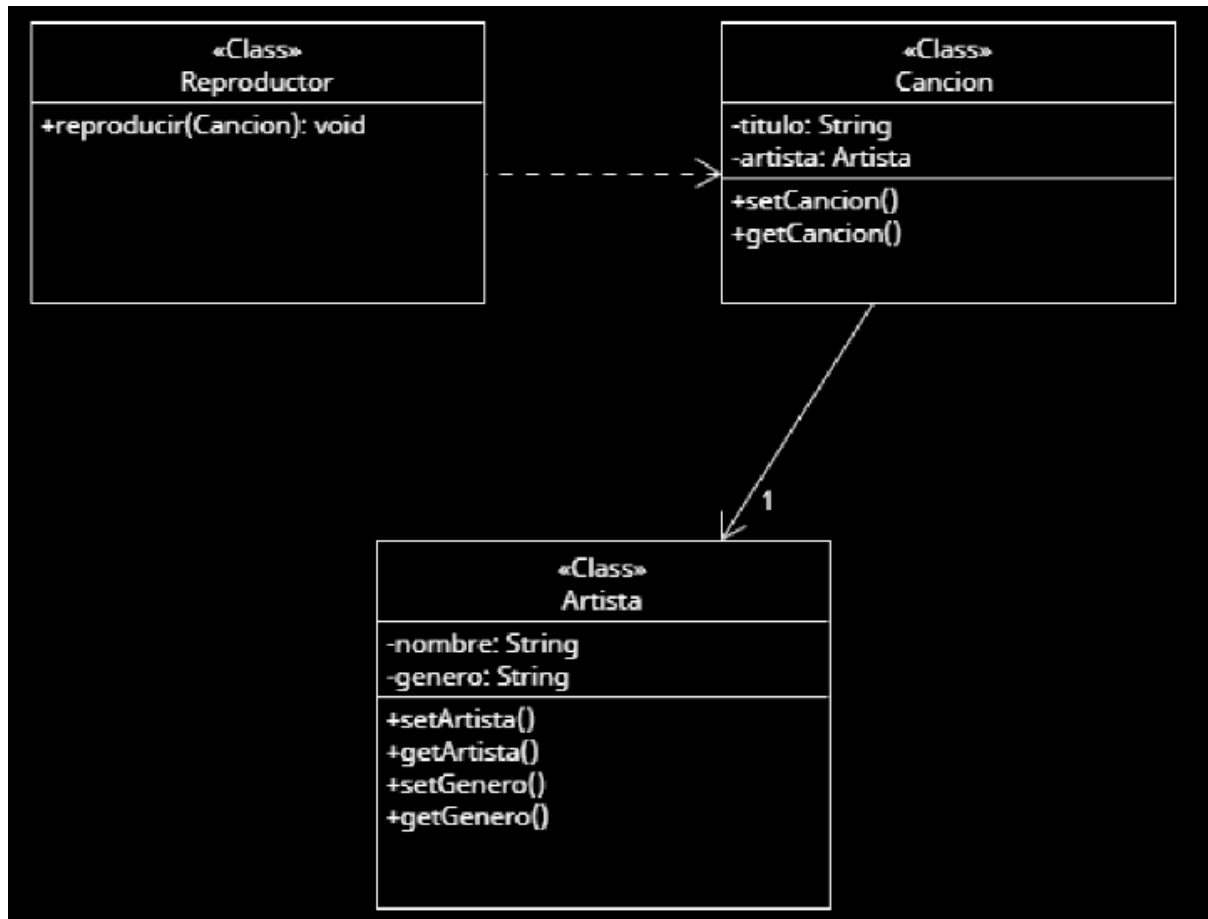 «Class»
Reproductor
+reproducir(Cancion): void
«Class»
Cancion
-titulo: String
-artista: Artista
+setCancion()
+getCancion()
1
«Class»
Artista
-nombre: String
-genero: String
+setArtista()
+getArtista()
+setGenero()
+getGenero()